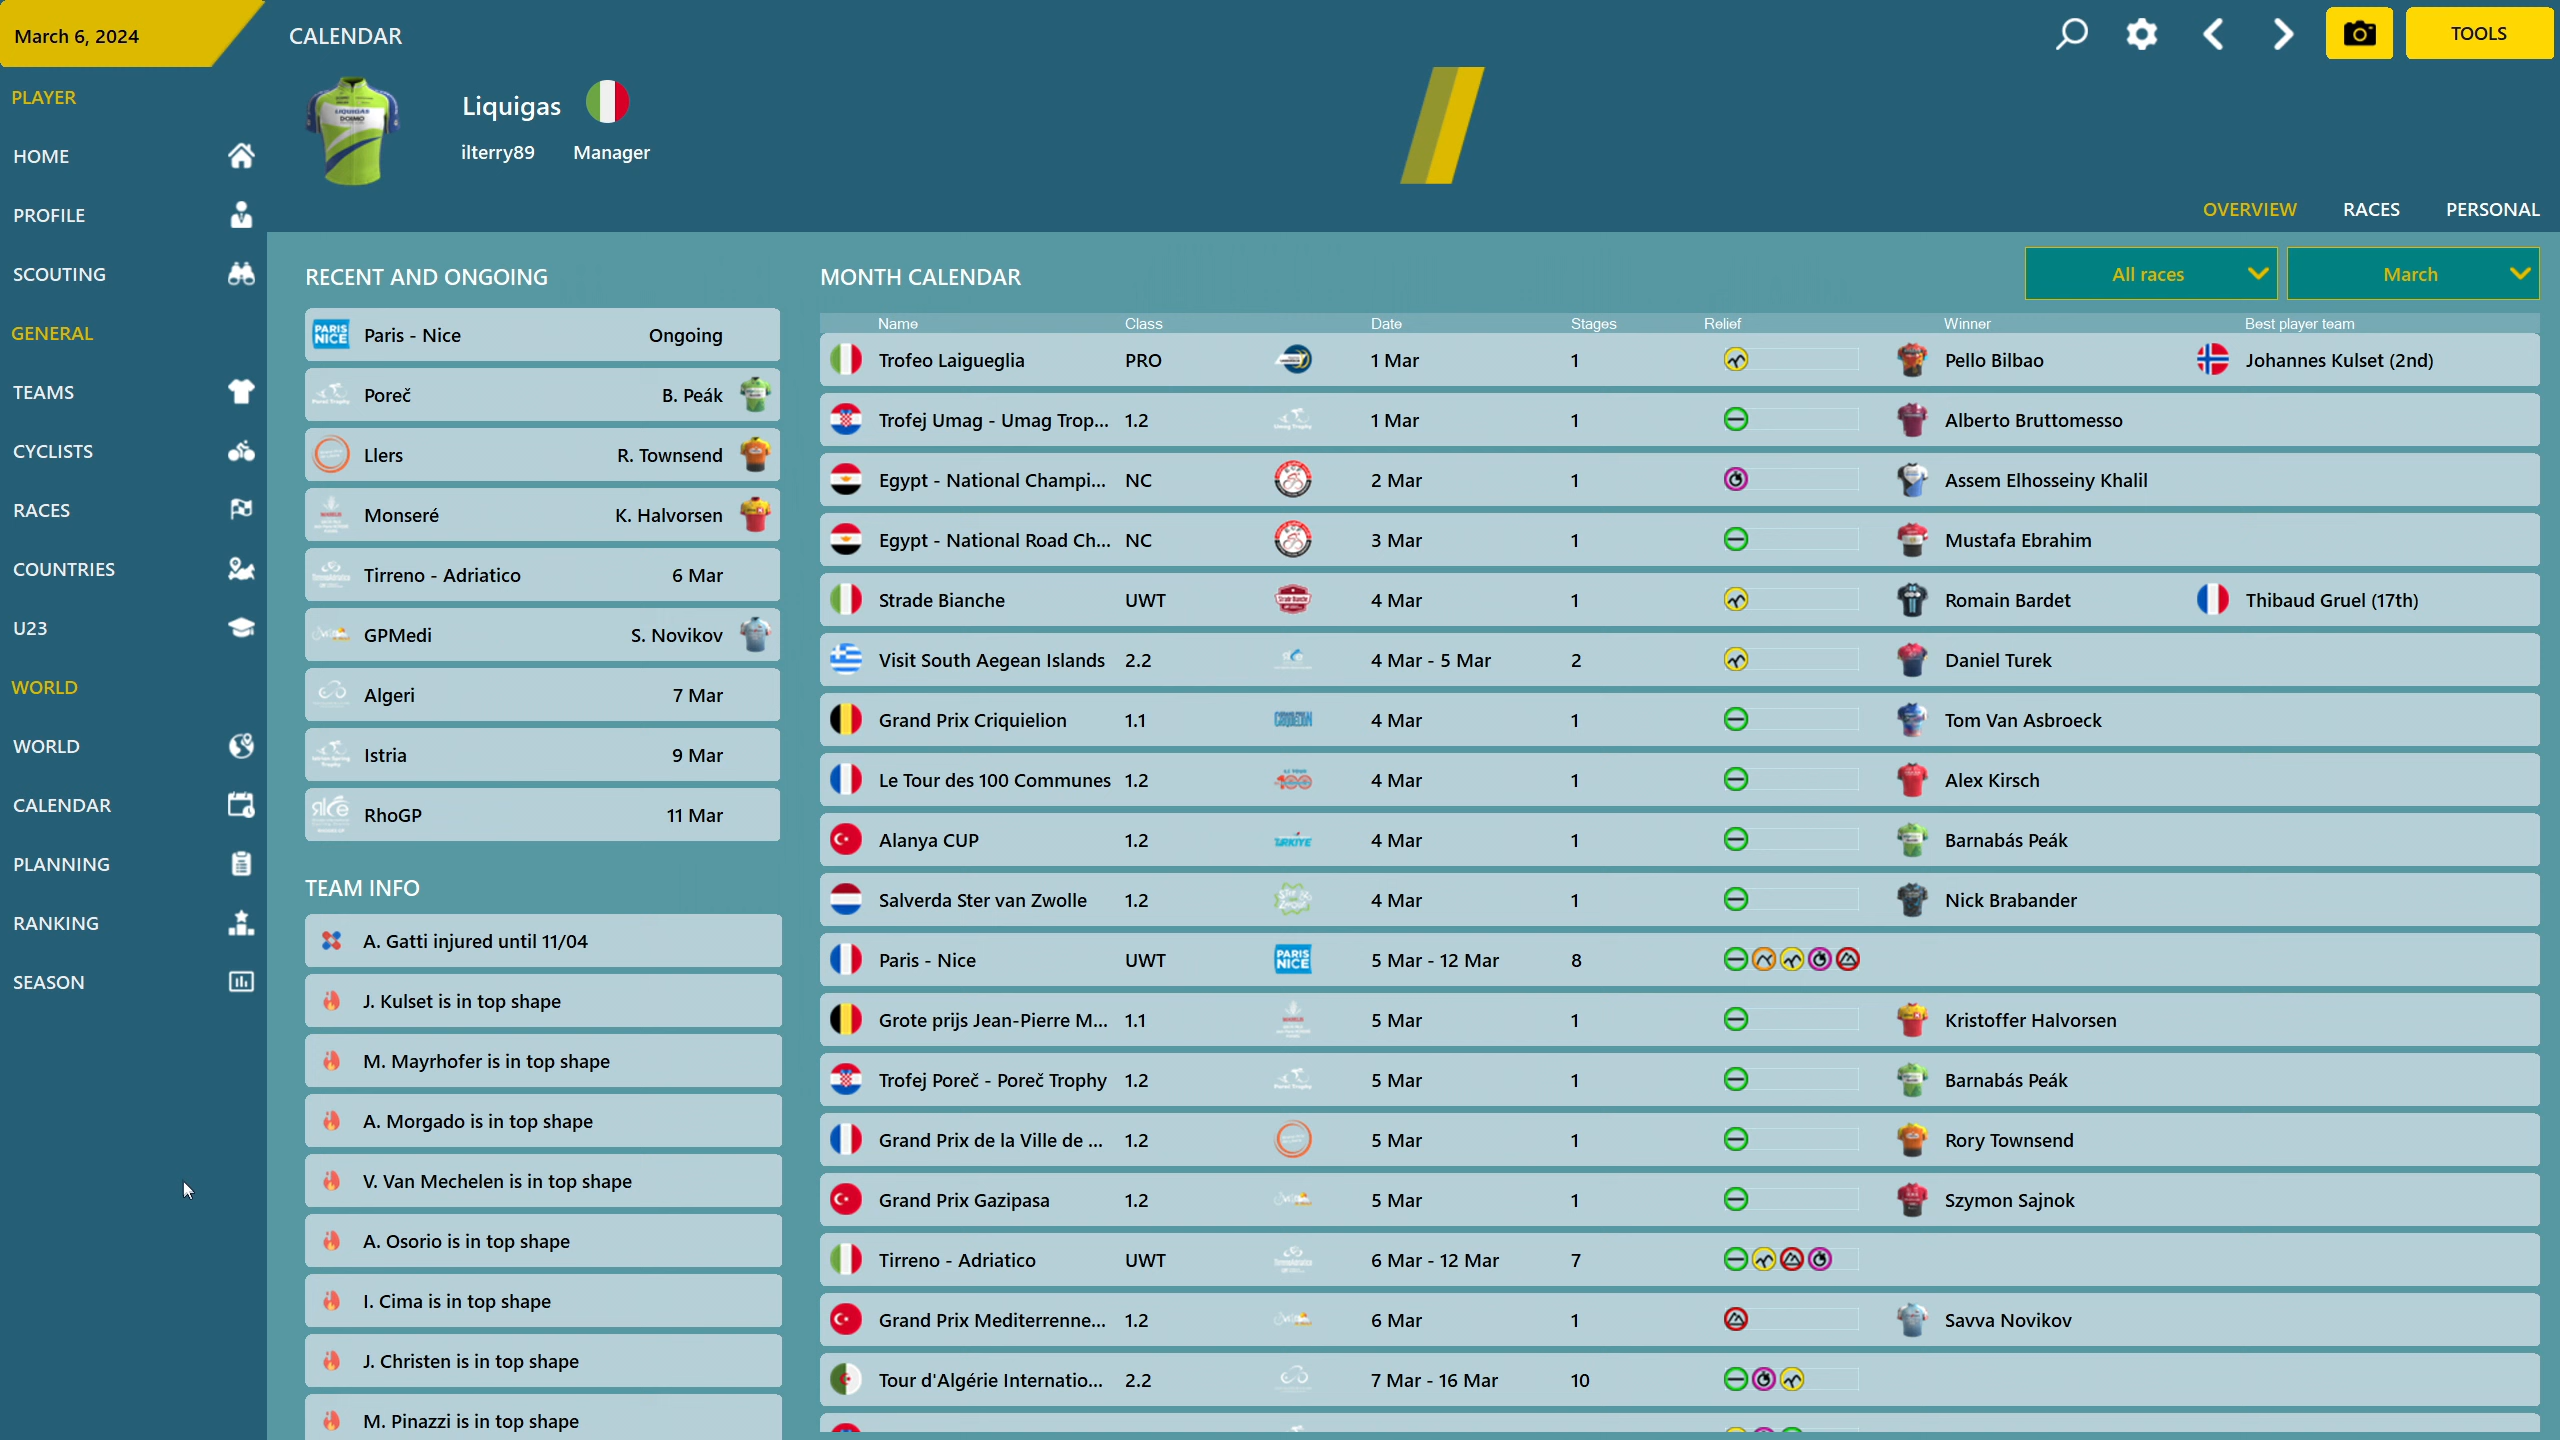 March 6, 2024
CALENDAR
TOOLS
PLAYER
HOME
PROFILE
SCOUTING
GENERAL
TEAMS
CYCLISTS
RACES
COUNTRIES
U23
WORLD
WORLD
CALENDAR
PLANNING
RANKING
SEASON
LIQUIGAS
DOIMO
Liquigas
ilterry89 Manager
OVERVIEW RACES PERSONAL
RECENT AND ONGOING
PARIS NICE Paris - Nice Ongoing
Poreč B. Peák
Llers R. Townsend
Monseré K. Halvorsen
Tirreno - Adriatico 6 Mar
GPMedi S. Novikov
Algeri 7 Mar
Istria 9 Mar
RhoGP 11 Mar
TEAM INFO
A. Gatti injured until 11/04
J. Kulset is in top shape
M. Mayrhofer is in top shape
A. Morgado is in top shape
V. Van Mechelen is in top shape
A. Osorio is in top shape
I. Cima is in top shape
J. Christen is in top shape
M. Pinazzi is in top shape
MONTH CALENDAR
All races March
Name Class Date Stages Relief Winner Best player team
Trofeo Laigueglia PRO 1 Mar 1 Pello Bilbao Johannes Kulset (2nd)
Trofej Umag - Umag Trop... 1.2 1 Mar 1 Alberto Bruttomesso
Egypt - National Champi... NC 2 Mar 1 Assem Elhosseiny Khalil
Egypt - National Road Ch... NC 3 Mar 1 Mustafa Ebrahim
Strade Bianche UWT 4 Mar 1 Romain Bardet Thibaud Gruel (17th)
Visit South Aegean Islands 2.2 4 Mar - 5 Mar 2 Daniel Turek
Grand Prix Criquielion 1.1 4 Mar 1 Tom Van Asbroeck
Le Tour des 100 Communes 1.2 4 Mar 1 Alex Kirsch
Alanya CUP 1.2 TÜRKİYE 4 Mar 1 Barnabás Peák
Salverda Ster van Zwolle 1.2 4 Mar 1 Nick Brabander
Paris - Nice UWT PARIS NICE 5 Mar - 12 Mar 8
Grote prijs Jean-Pierre M... 1.1 5 Mar 1 Kristoffer Halvorsen
Trofej Poreč - Poreč Trophy 1.2 5 Mar 1 Barnabás Peák
Grand Prix de la Ville de ... 1.2 5 Mar 1 Rory Townsend
Grand Prix Gazipasa 1.2 5 Mar 1 Szymon Sajnok
Tirreno - Adriatico UWT 6 Mar - 12 Mar 7
Grand Prix Mediterrenne... 1.2 6 Mar 1 Savva Novikov
Tour d'Algérie Internatio... 2.2 7 Mar - 16 Mar 10